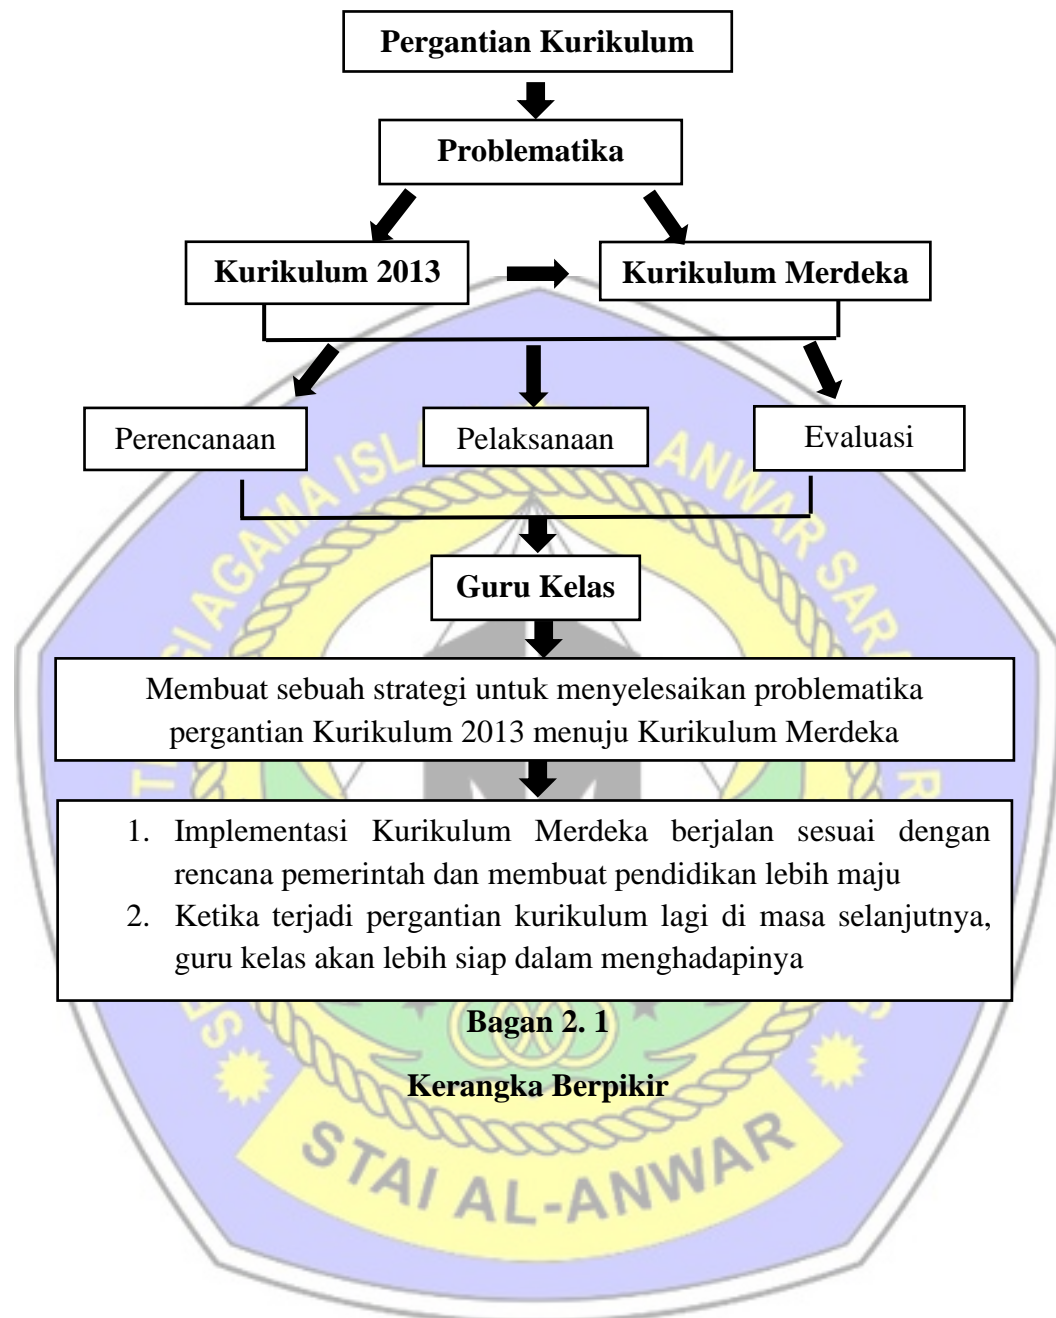 Pergantian Kurikulum
Problematika
Kurikulum 2013
Kurikulum Merdeka
Perencanaan
Pelaksanaan
Evaluasi
Guru Kelas
Membuat sebuah strategi untuk menyelesaikan problematika
pergantian Kurikulum 2013 menuju Kurikulum Merdeka
1. Implementasi Kurikulum Merdeka berjalan sesuai dengan
rencana pemerintah dan membuat pendidikan lebih maju
2. Ketika terjadi pergantian kurikulum lagi di masa selanjutnya,
guru kelas akan lebih siap dalam menghadapinya
Bagan 2. 1
Kerangka Berpikir
AGAMA
ANWAR
STAI AL-ANWAR